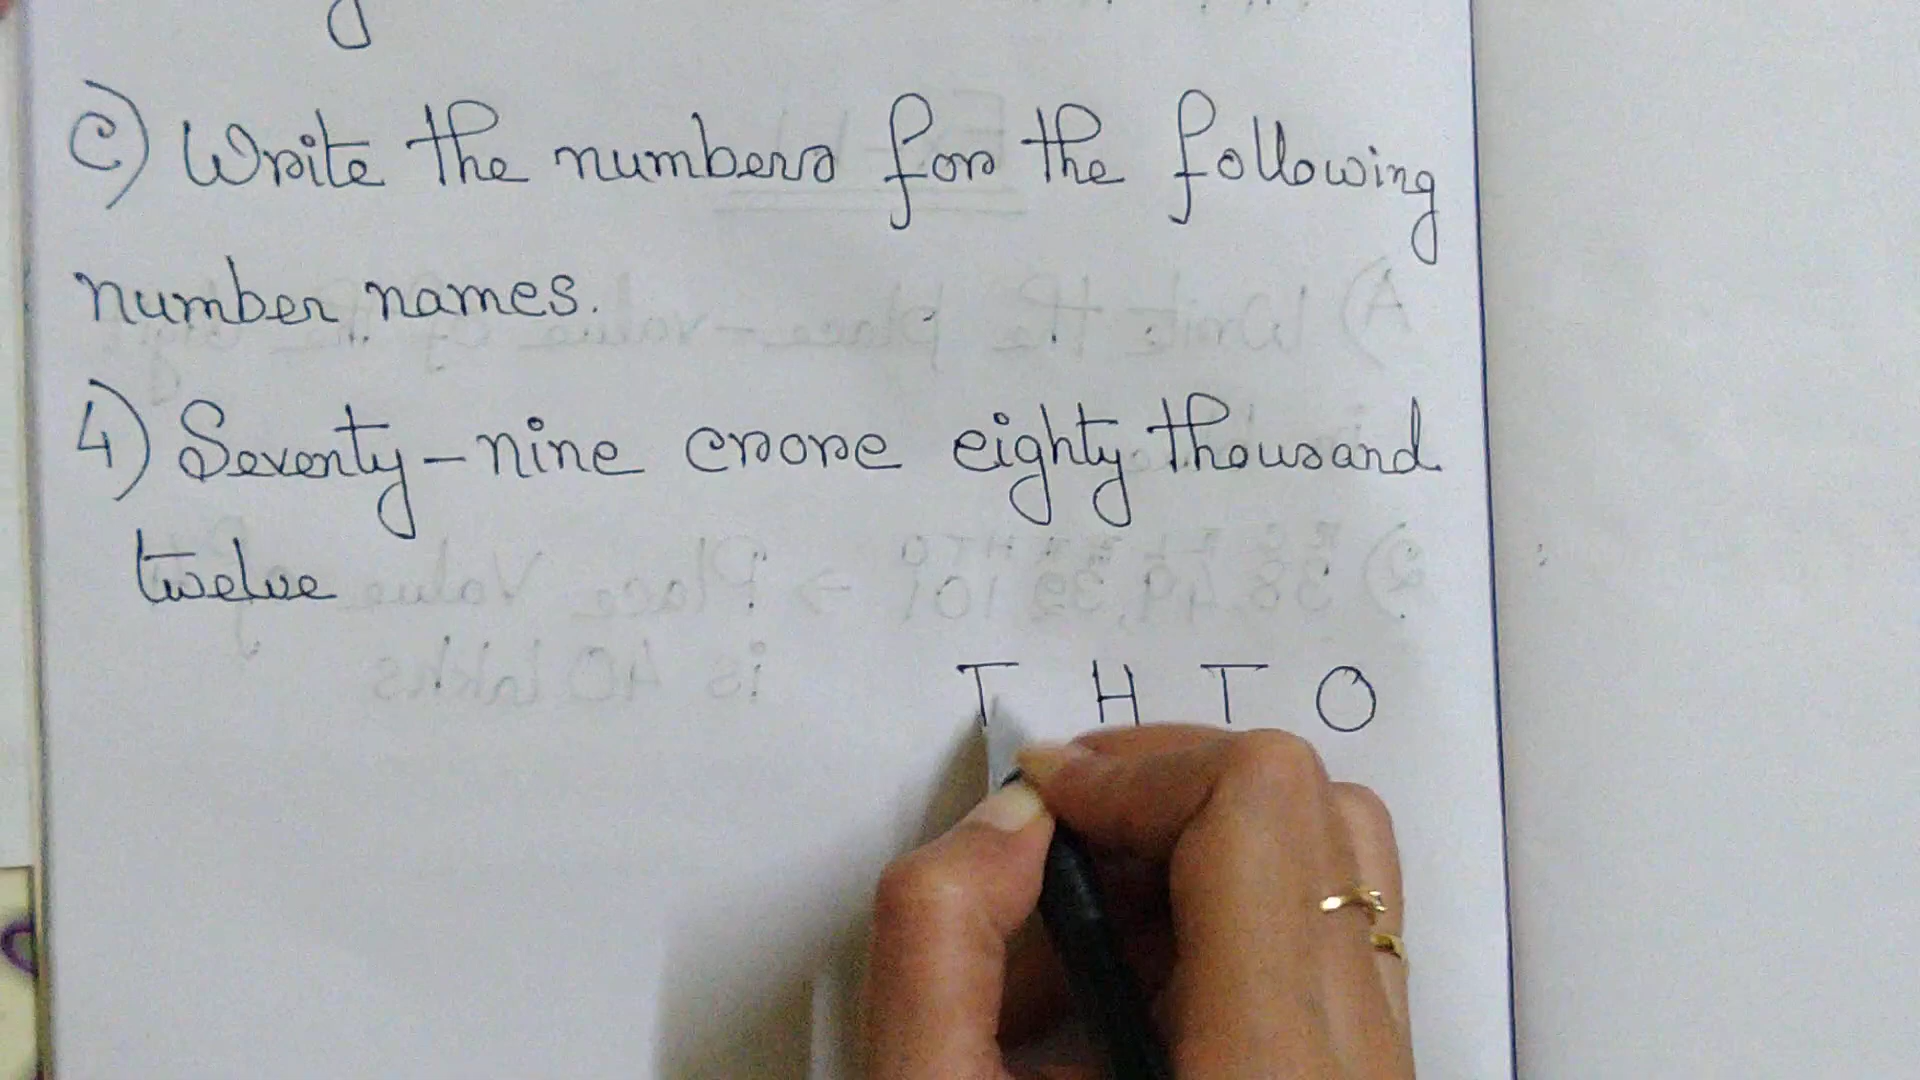 c) Write the numbers for the following
number names.
4) Seventy-nine crore eighty thousand
twelve
T H T O